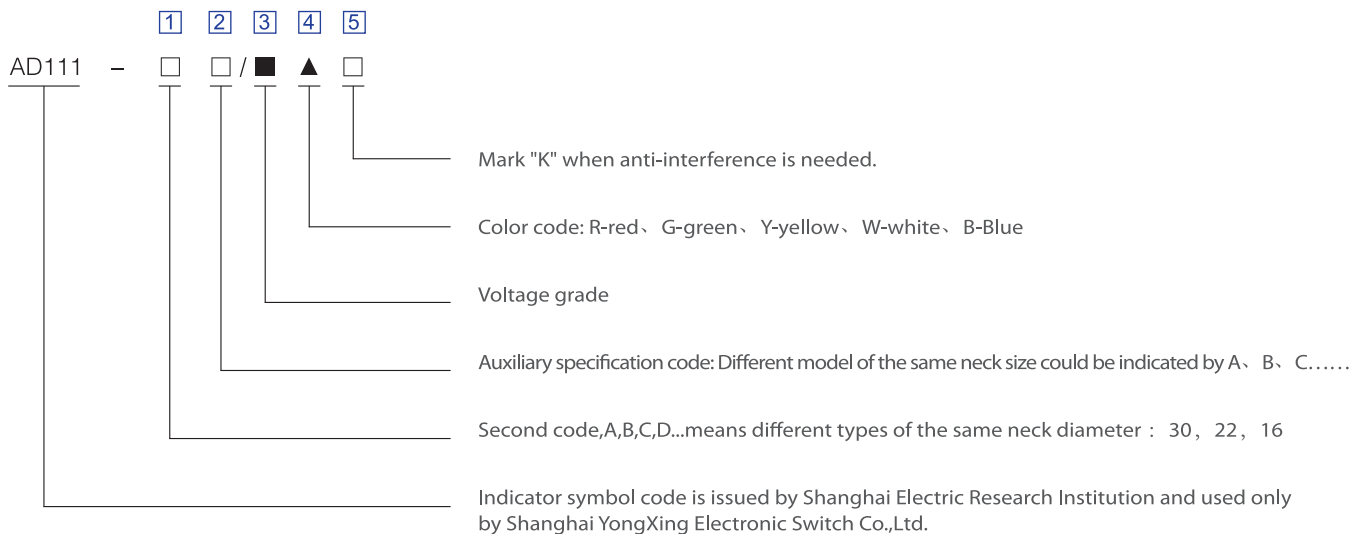 1 2 3 4 5
AD111 – □ □ / ■ ▲ □
Mark "K" when anti-interference is needed.
Color code: R-red、G-green、Y-yellow、W-white、B-Blue
Voltage grade
Auxiliary specification code: Different model of the same neck size could be indicated by A、B、C……
Second code,A,B,C,D...means different types of the same neck diameter： 30，22，16
Indicator symbol code is issued by Shanghai Electric Research Institution and used only
by Shanghai YongXing Electronic Switch Co.,Ltd.